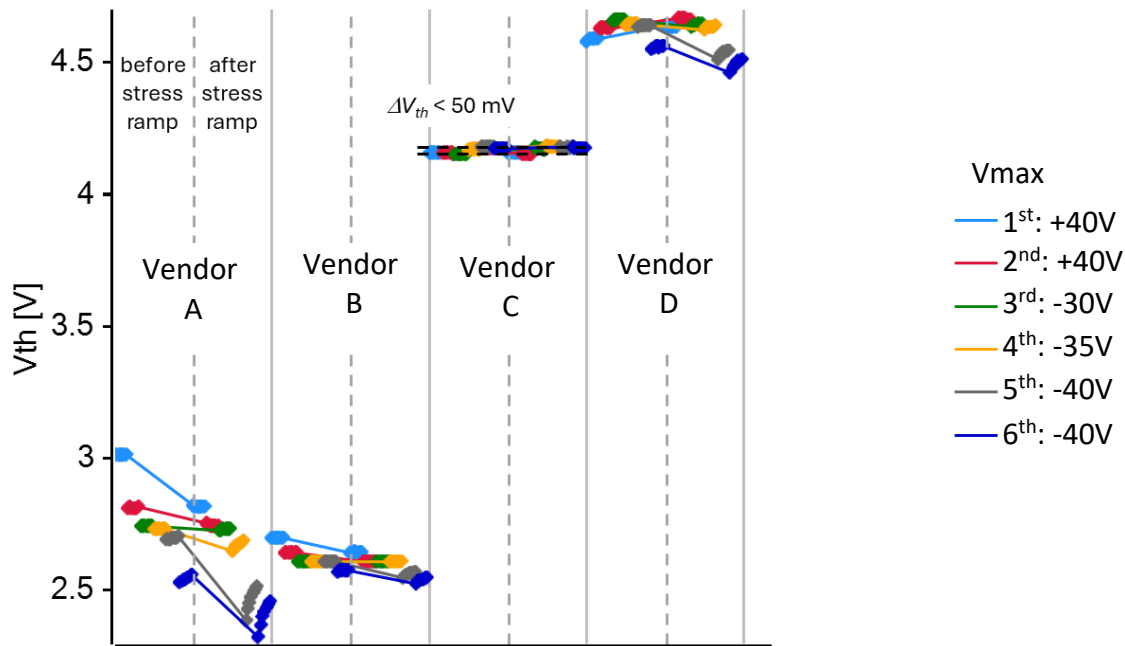 4.5
4
3.5
3
2.5
Vth [V]
before
stress
ramp
after
stress
ramp
ΔVth < 50 mV
Vendor
A
Vendor
B
Vendor
C
Vendor
D
Vmax
1st: +40V
2nd: +40V
3rd: -30V
4th: -35V
5th: -40V
6th: -40V